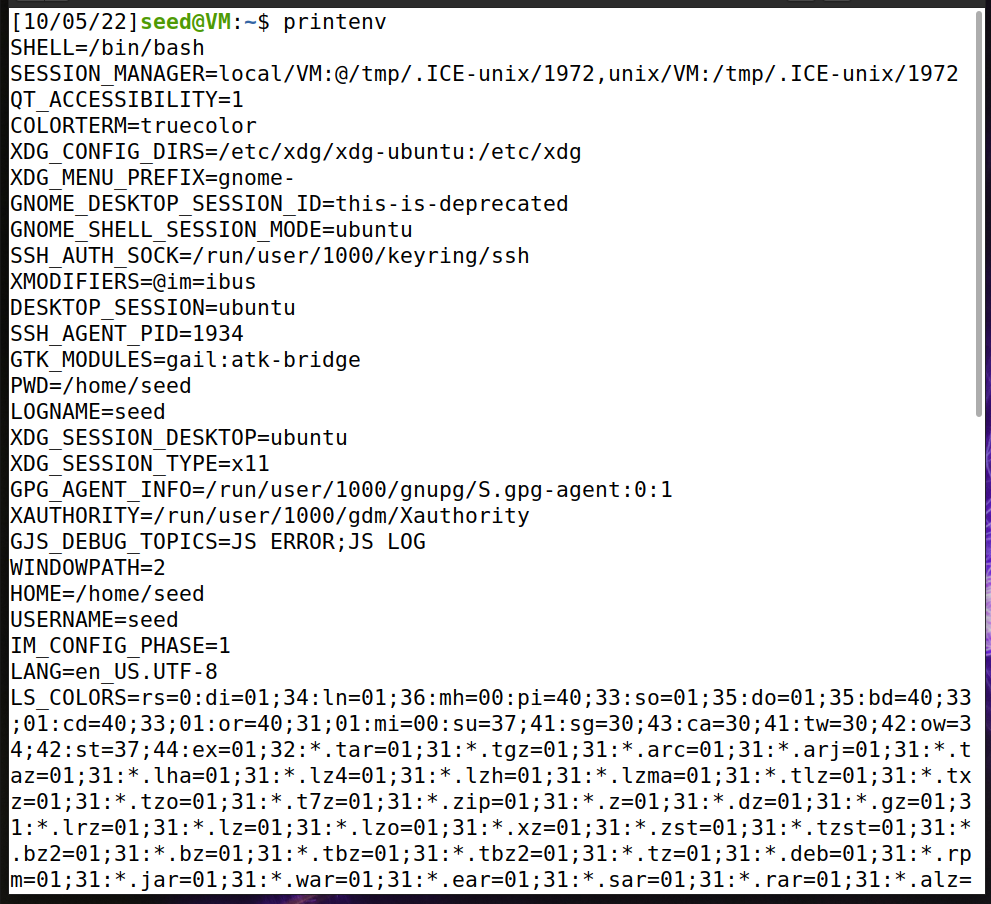 [10/05/22]seed@VM:~$ printenv
SHELL=/bin/bash
SESSION_MANAGER=local/VM:@/tmp/.ICE-unix/1972,unix/VM:/tmp/.ICE-unix/1972
QT_ACCESSIBILITY=1
COLORTERM=truecolor
XDG_CONFIG_DIRS=/etc/xdg/xdg-ubuntu:/etc/xdg
XDG_MENU_PREFIX=gnome-
GNOME_DESKTOP_SESSION_ID=this-is-deprecated
GNOME_SHELL_SESSION_MODE=ubuntu
SSH_AUTH_SOCK=/run/user/1000/keyring/ssh
XMODIFIERS=@im=ibus
DESKTOP_SESSION=ubuntu
SSH_AGENT_PID=1934
GTK_MODULES=gail:atk-bridge
PWD=/home/seed
LOGNAME=seed
XDG_SESSION_DESKTOP=ubuntu
XDG_SESSION_TYPE=x11
GPG_AGENT_INFO=/run/user/1000/gnupg/S.gpg-agent:0:1
XAUTHORITY=/run/user/1000/gdm/Xauthority
GJS_DEBUG_TOPICS=JS ERROR;JS LOG
WINDOWPATH=2
HOME=/home/seed
USERNAME=seed
IM_CONFIG_PHASE=1
LANG=en_US.UTF-8
LS_COLORS=rs=0:di=01;34:ln=01;36:mh=00:pi=40;33:so=01;35:do=01;35:bd=40;33
;01:cd=40;33;01:or=40;31;01:mi=00:su=37;41:sg=30;43:ca=30;41:tw=30;42:ow=3
4;42:st=37;44:ex=01;32:*.tar=01;31:*.tgz=01;31:*.arc=01;31:*.arj=01;31:*.t
az=01;31:*.lha=01;31:*.lz4=01;31:*.lzh=01;31:*.lzma=01;31:*.tlz=01;31:*.tx
z=01;31:*.tzo=01;31:*.t7z=01;31:*.zip=01;31:*.z=01;31:*.dz=01;31:*.gz=01;3
1:*.lrz=01;31:*.lz=01;31:*.lzo=01;31:*.xz=01;31:*.zst=01;31:*.tzst=01;31:*
.bz2=01;31:*.bz=01;31:*.tbz=01;31:*.tbz2=01;31:*.tz=01;31:*.deb=01;31:*.rp
m=01;31:*.jar=01;31:*.war=01;31:*.ear=01;31:*.sar=01;31:*.rar=01;31:*.alz=